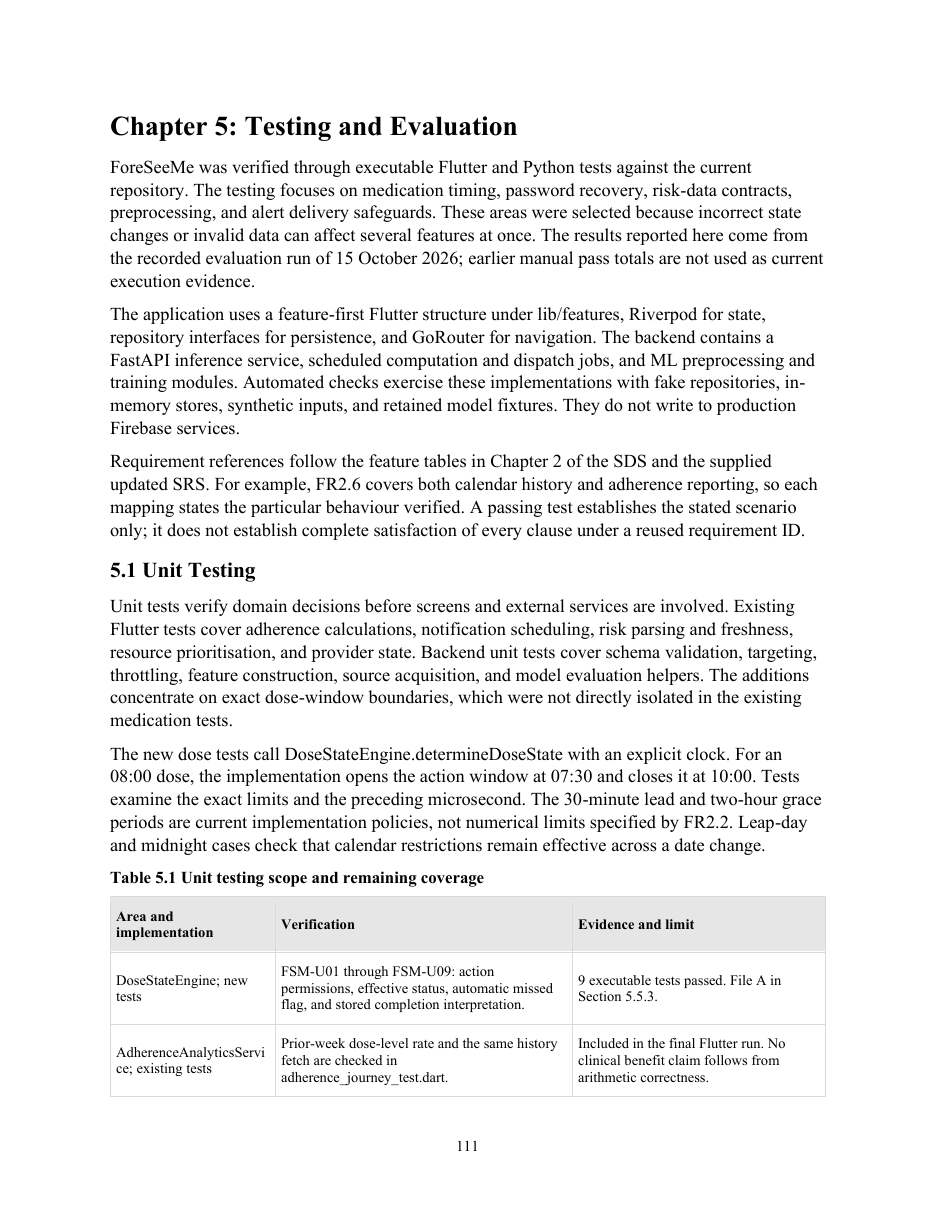 Chapter 5: Testing and Evaluation
ForeSeeMe was verified through executable Flutter and Python tests against the current
repository. The testing focuses on medication timing, password recovery, risk-data contracts,
preprocessing, and alert delivery safeguards. These areas were selected because incorrect state
changes or invalid data can affect several features at once. The results reported here come from
the recorded evaluation run of 15 October 2026; earlier manual pass totals are not used as current
execution evidence.
The application uses a feature-first Flutter structure under lib/features, Riverpod for state,
repository interfaces for persistence, and GoRouter for navigation. The backend contains a
FastAPI inference service, scheduled computation and dispatch jobs, and ML preprocessing and
training modules. Automated checks exercise these implementations with fake repositories, in-
memory stores, synthetic inputs, and retained model fixtures. They do not write to production
Firebase services.
Requirement references follow the feature tables in Chapter 2 of the SDS and the supplied
updated SRS. For example, FR2.6 covers both calendar history and adherence reporting, so each
mapping states the particular behaviour verified. A passing test establishes the stated scenario
only; it does not establish complete satisfaction of every clause under a reused requirement ID.
5.1 Unit Testing
Unit tests verify domain decisions before screens and external services are involved. Existing
Flutter tests cover adherence calculations, notification scheduling, risk parsing and freshness,
resource prioritisation, and provider state. Backend unit tests cover schema validation, targeting,
throttling, feature construction, source acquisition, and model evaluation helpers. The additions
concentrate on exact dose-window boundaries, which were not directly isolated in the existing
medication tests.
The new dose tests call DoseStateEngine.determineDoseState with an explicit clock. For an
08:00 dose, the implementation opens the action window at 07:30 and closes it at 10:00. Tests
examine the exact limits and the preceding microsecond. The 30-minute lead and two-hour grace
periods are current implementation policies, not numerical limits specified by FR2.2. Leap-day
and midnight cases check that calendar restrictions remain effective across a date change.
Table 5.1 Unit testing scope and remaining coverage
Area and
implementation
Verification
Evidence and limit
DoseStateEngine; new
tests
FSM-U01 through FSM-U09: action
permissions, effective status, automatic missed
flag, and stored completion interpretation.
9 executable tests passed. File A in
Section 5.5.3.
AdherenceAnalyticsServi
ce; existing tests
Prior-week dose-level rate and the same history
fetch are checked in
adherence_journey_test.dart.
Included in the final Flutter run. No
clinical benefit claim follows from
arithmetic correctness.
111